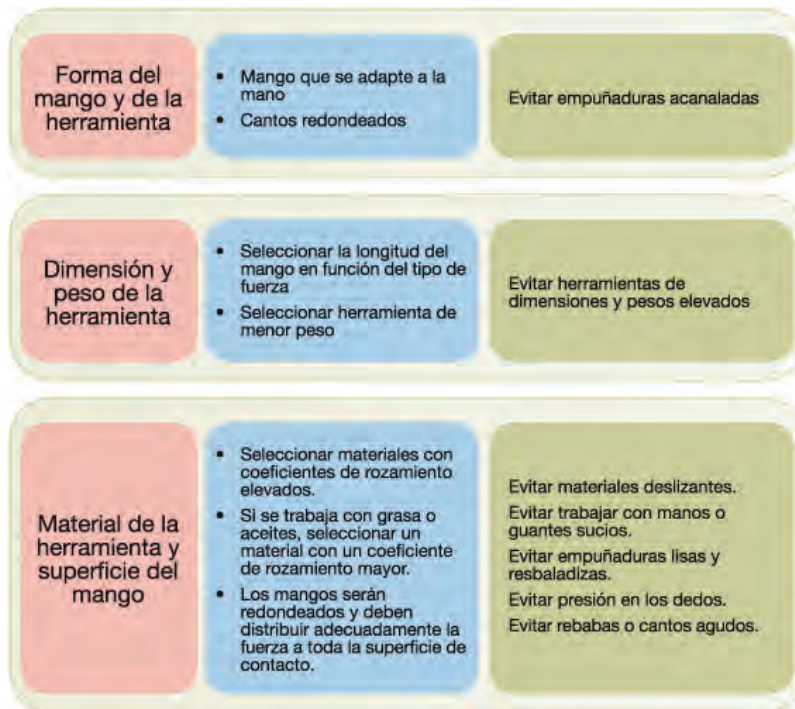 Forma del
mango y de la
herramienta
• Mango que se adapte a la
mano
• Cantos redondeados
Evitar empuñaduras acanaladas
Dimensión y
peso de la
herramienta
• Seleccionar la longitud del
mango en función del tipo de
fuerza
• Seleccionar herramienta de
menor peso
Evitar herramientas de
dimensiones y pesos elevados
Material de la
herramienta y
superficie del
mango
• Seleccionar materiales con
coeficientes de rozamiento
elevados.
• Si se trabaja con grasa o
aceites, seleccionar un
material con un coeficiente
de rozamiento mayor.
• Los mangos serán
redondeados y deben
distribuir adecuadamente la
fuerza a toda la superficie de
contacto.
Evitar materiales deslizantes.
Evitar trabajar con manos o
guantes sucios.
Evitar empuñaduras lisas y
resbaladizas.
Evitar presión en los dedos.
Evitar rebabas o cantos agudos.